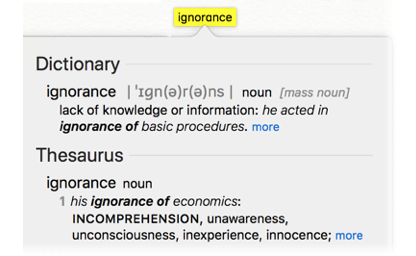 ignorance
Dictionary
ignorance | ˈɪɡn(ə)r(ə)ns | noun [mass noun]
lack of knowledge or information: he acted in
ignorance of basic procedures. more
Thesaurus
ignorance noun
1 his ignorance of economics:
INCOMPREHENSION, unawareness,
unconsciousness, inexperience, innocence; more